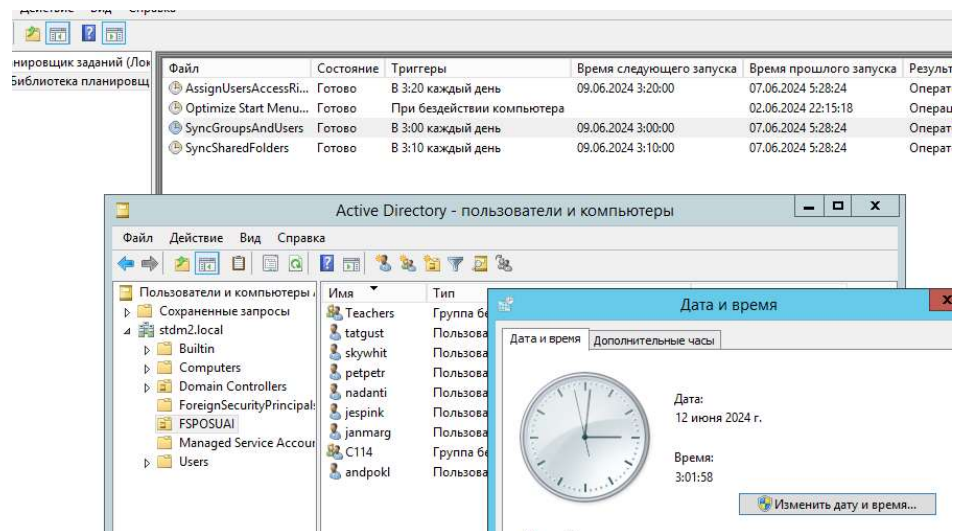 Действие Вид Справка
нировщик заданий (Лок
Библиотека планировщ
Файл Состояние Триггеры Время следующего запуска Время прошлого запуска Результ
AssignUsersAccessRi... Готово В 3:20 каждый день 09.06.2024 3:20:00 07.06.2024 5:28:24 Операт
Optimize Start Menu... Готово При бездействии компьютера 02.06.2024 22:15:18 Операц
SyncGroupsAndUsers Готово В 3:00 каждый день 09.06.2024 3:00:00 07.06.2024 5:28:24 Операт
SyncSharedFolders Готово В 3:10 каждый день 09.06.2024 3:10:00 07.06.2024 5:28:24 Операт
Active Directory - пользователи и компьютеры
Файл Действие Вид Справка
Пользователи и компьютеры
Сохраненные запросы
stdm2.local
Builtin
Computers
Domain Controllers
ForeignSecurityPrincipals
FSPOSUAI
Managed Service Accour
Users
Имя Тип
Teachers Группа бе
tatgust Пользова
skywhit Пользова
petpetr Пользова
nadanti Пользова
jespink Пользова
janmarg Пользова
C114 Группа бе
andpokl Пользова
Дата и время
Дата и время Дополнительные часы
Дата:
12 июня 2024 г.
Время:
3:01:58
Изменить дату и время...